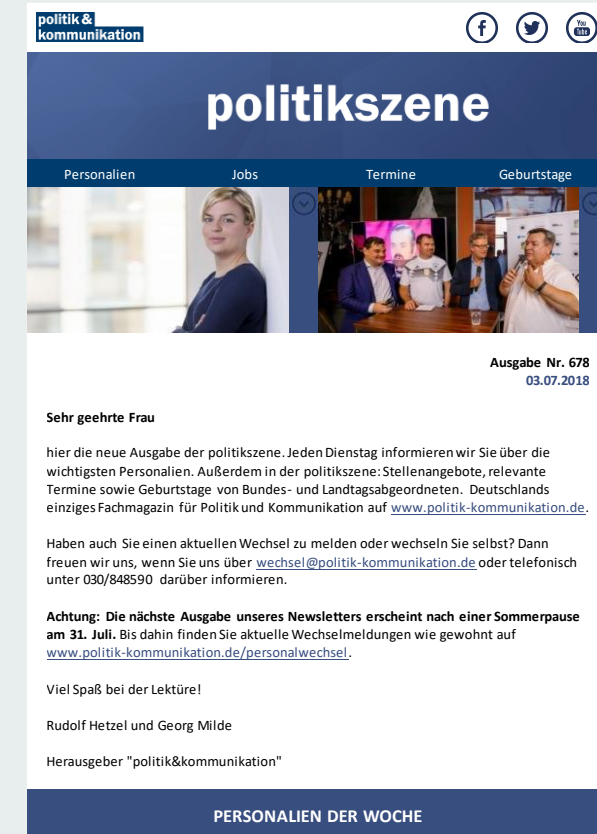 politik &
kommunikation
f
You
Tube
politikszene
Personalien Jobs Termine Geburtstage
Ausgabe Nr. 678
03.07.2018
Sehr geehrte Frau
hier die neue Ausgabe der politikszene. Jeden Dienstag informieren wir Sie über die
wichtigsten Personalien. Außerdem in der politikszene: Stellenangebote, relevante
Termine sowie Geburtstage von Bundes- und Landtagsabgeordneten. Deutschlands
einziges Fachmagazin für Politik und Kommunikation auf www.politik-kommunikation.de.
Haben auch Sie einen aktuellen Wechsel zu melden oder wechseln Sie selbst? Dann
freuen wir uns, wenn Sie uns über wechsel@politik-kommunikation.de oder telefonisch
unter 030/848590 darüber informieren.
Achtung: Die nächste Ausgabe unseres Newsletters erscheint nach einer Sommerpause
am 31. Juli. Bis dahin finden Sie aktuelle Wechselmeldungen wie gewohnt auf
www.politik-kommunikation.de/personalwechsel.
Viel Spaß bei der Lektüre!
Rudolf Hetzel und Georg Milde
Herausgeber "politik&kommunikation"
PERSONALIEN DER WOCHE